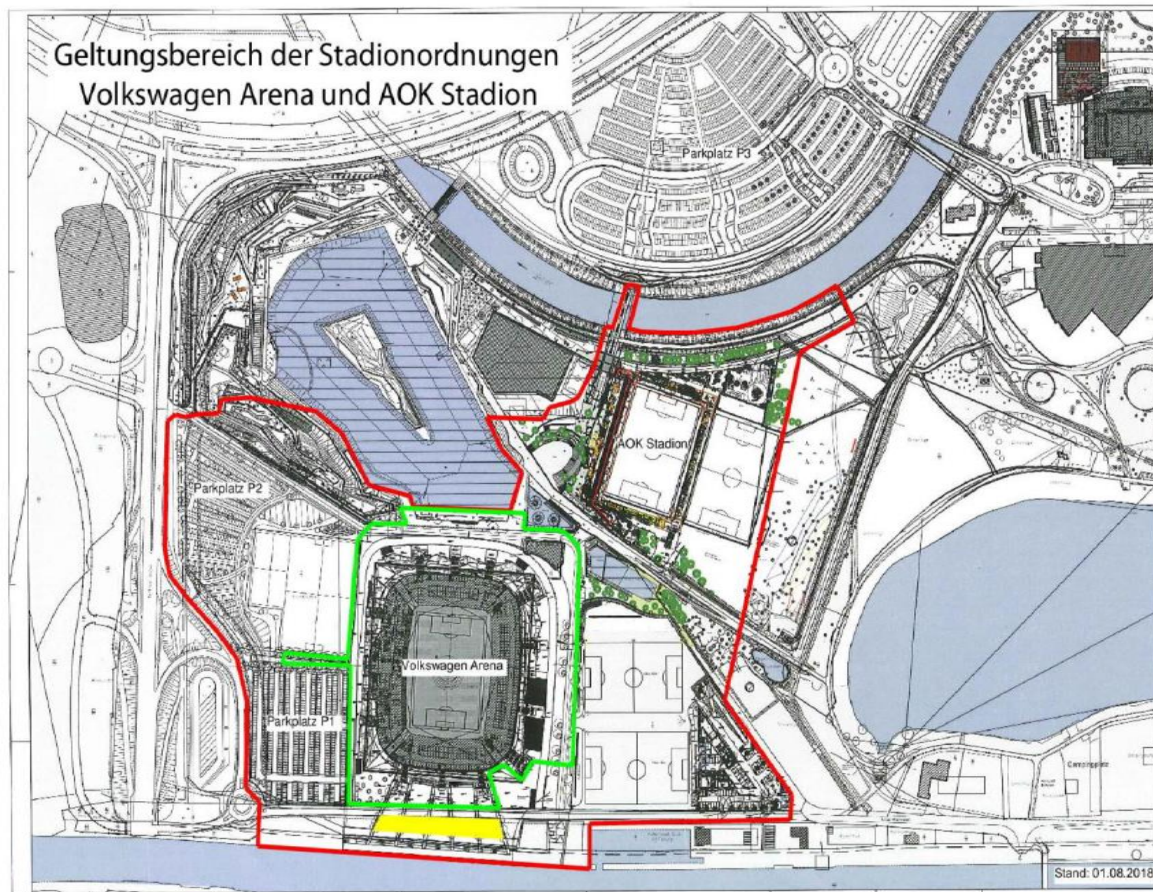 Geltungsbereich der Stadionordnungen
Volkswagen Arena und AOK Stadion
Parkplatz P3
AOK Stadion
Parkplatz P2
Volkswagen Arena
Parkplatz P1
Campingplatz
Stand: 01.08.2018